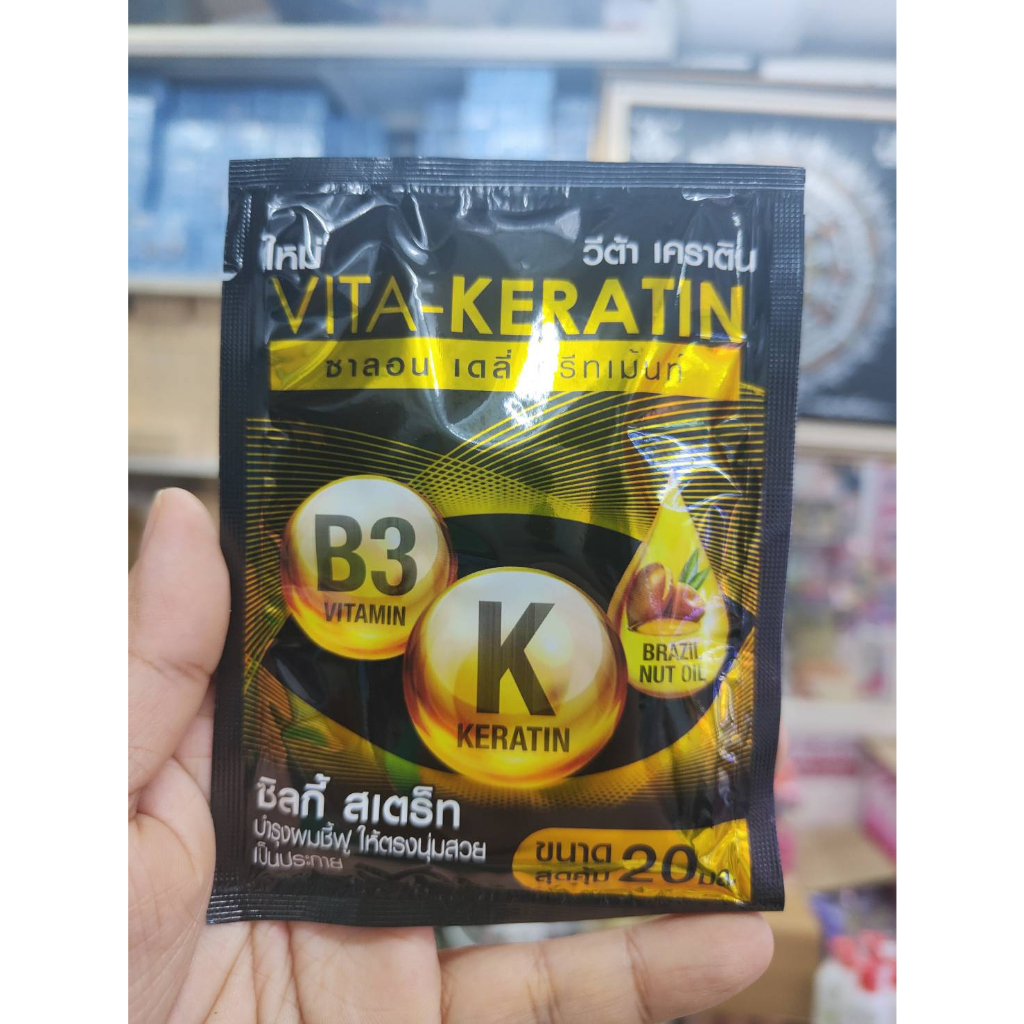 ใหม่ วีต้า เคราติน
VITA-KERATIN
ซาลอน เดลี่ ทรีทเม้นท์
B3
VITAMIN
K
KERATIN
BRAZIL
NUT OIL
ซิลกี้ สเตร็ท
บำรุงผมชี้ฟู ให้ตรงนุ่มสวย
เป็นประกาย
ขนาด
สุดคุ้ม 20 มล.